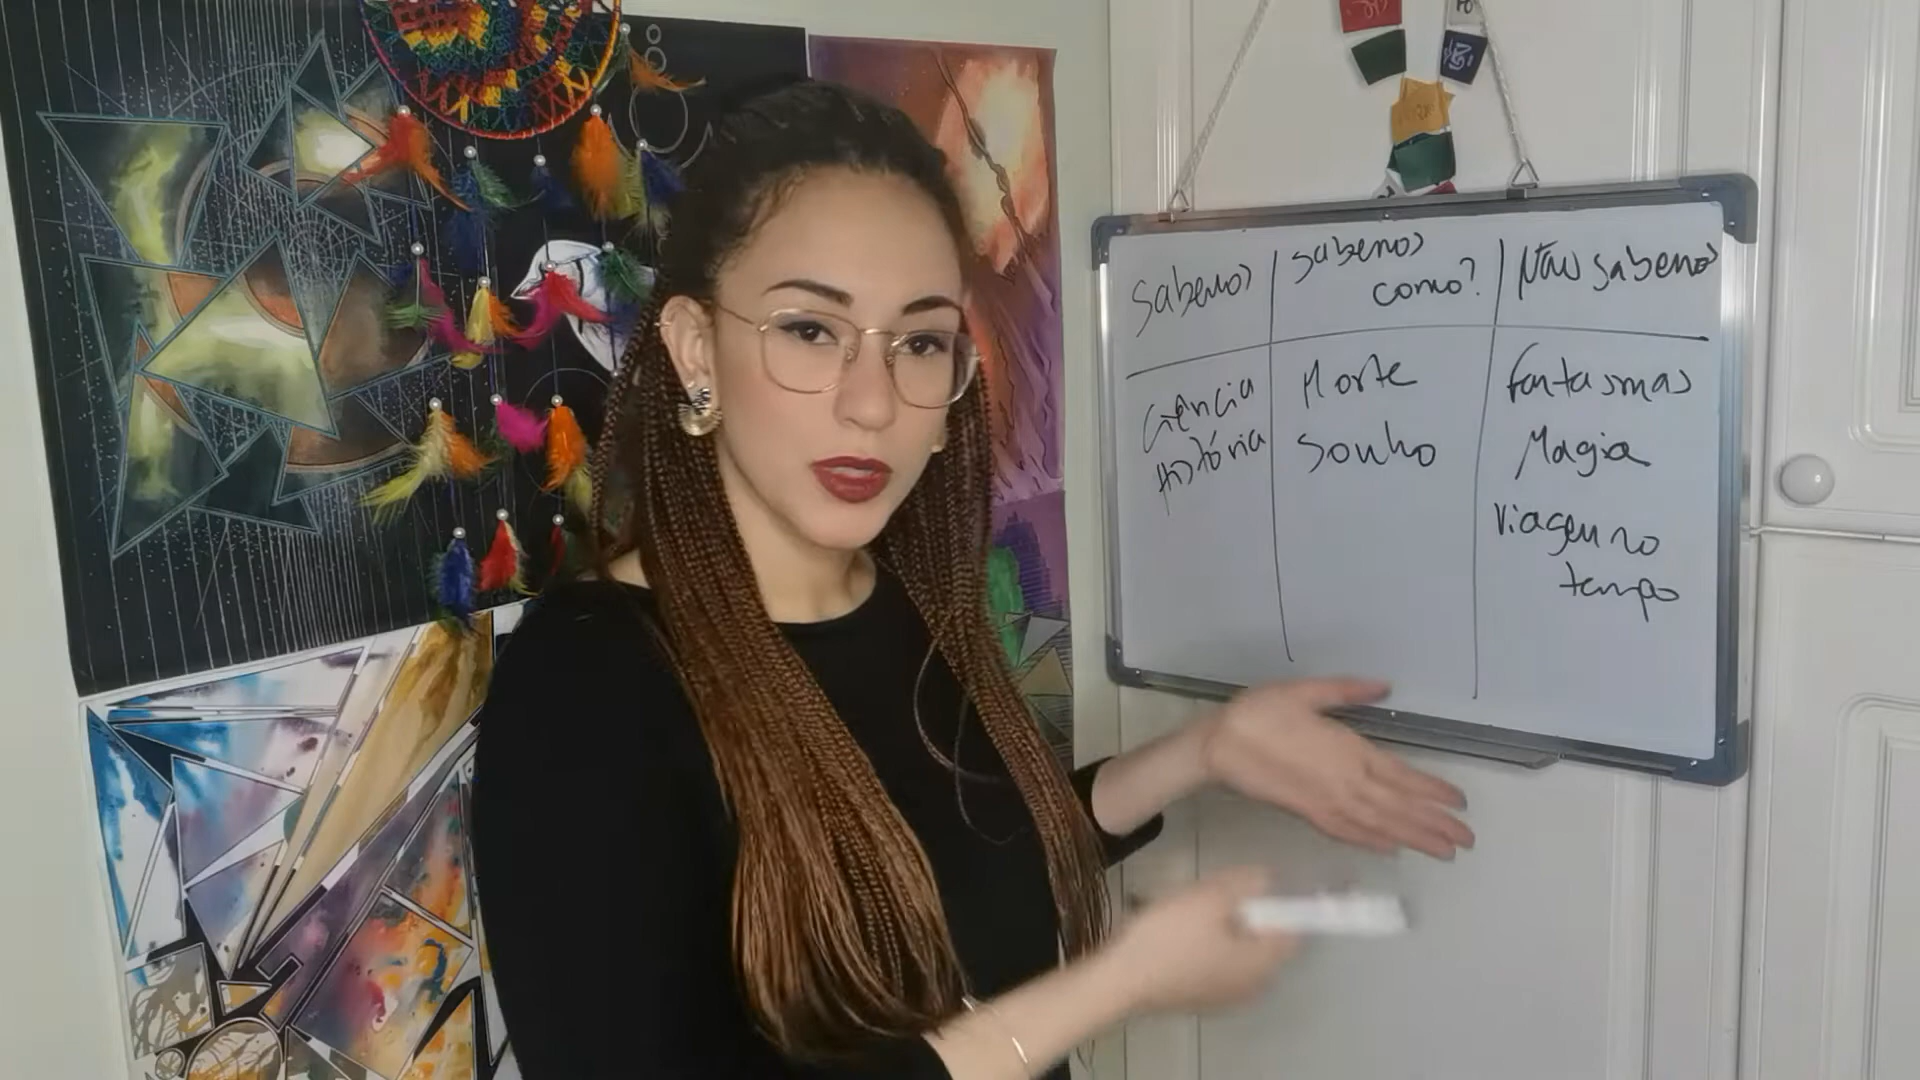 Sabemos
Sabemos
como?
Não sabemos
Ciência
História
Morte
Sonho
Fantasmas
Magia
Viagem no
tempo